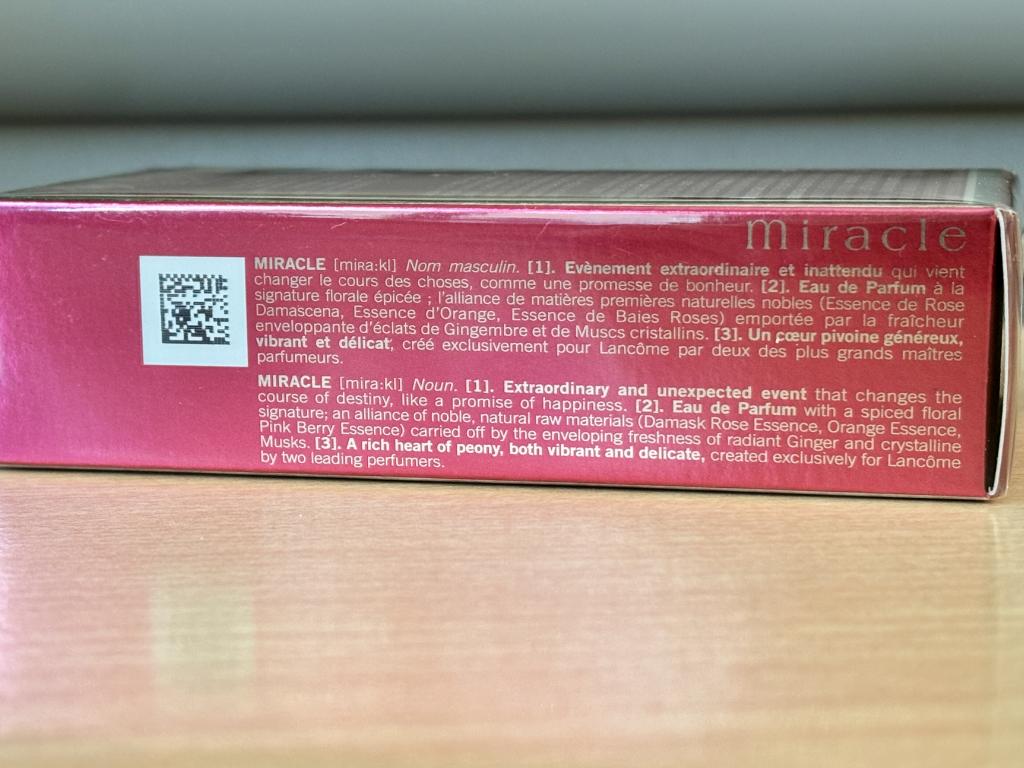 miracle
MIRACLE [miRa:kl] Nom masculin. [1]. Evènement extraordinaire et inattendu qui vient
changer le cours des choses, comme une promesse de bonheur. [2]. Eau de Parfum à la
signature florale épicée ; l'alliance de matières premières naturelles nobles (Essence de Rose
Damascena, Essence d'Orange, Essence de Baies Roses) emportée par la fraîcheur
enveloppante d'éclats de Gingembre et de Muscs cristallins. [3]. Un cœur pivoine généreux,
vibrant et délicat, créé exclusivement pour Lancôme par deux des plus grands maîtres
parfumeurs.
MIRACLE [mira:kl] Noun. [1]. Extraordinary and unexpected event that changes the
course of destiny, like a promise of happiness. [2]. Eau de Parfum with a spiced floral
signature; an alliance of noble, natural raw materials (Damask Rose Essence, Orange Essence,
Pink Berry Essence) carried off by the enveloping freshness of radiant Ginger and crystalline
Musks. [3]. A rich heart of peony, both vibrant and delicate, created exclusively for Lancôme
by two leading perfumers.